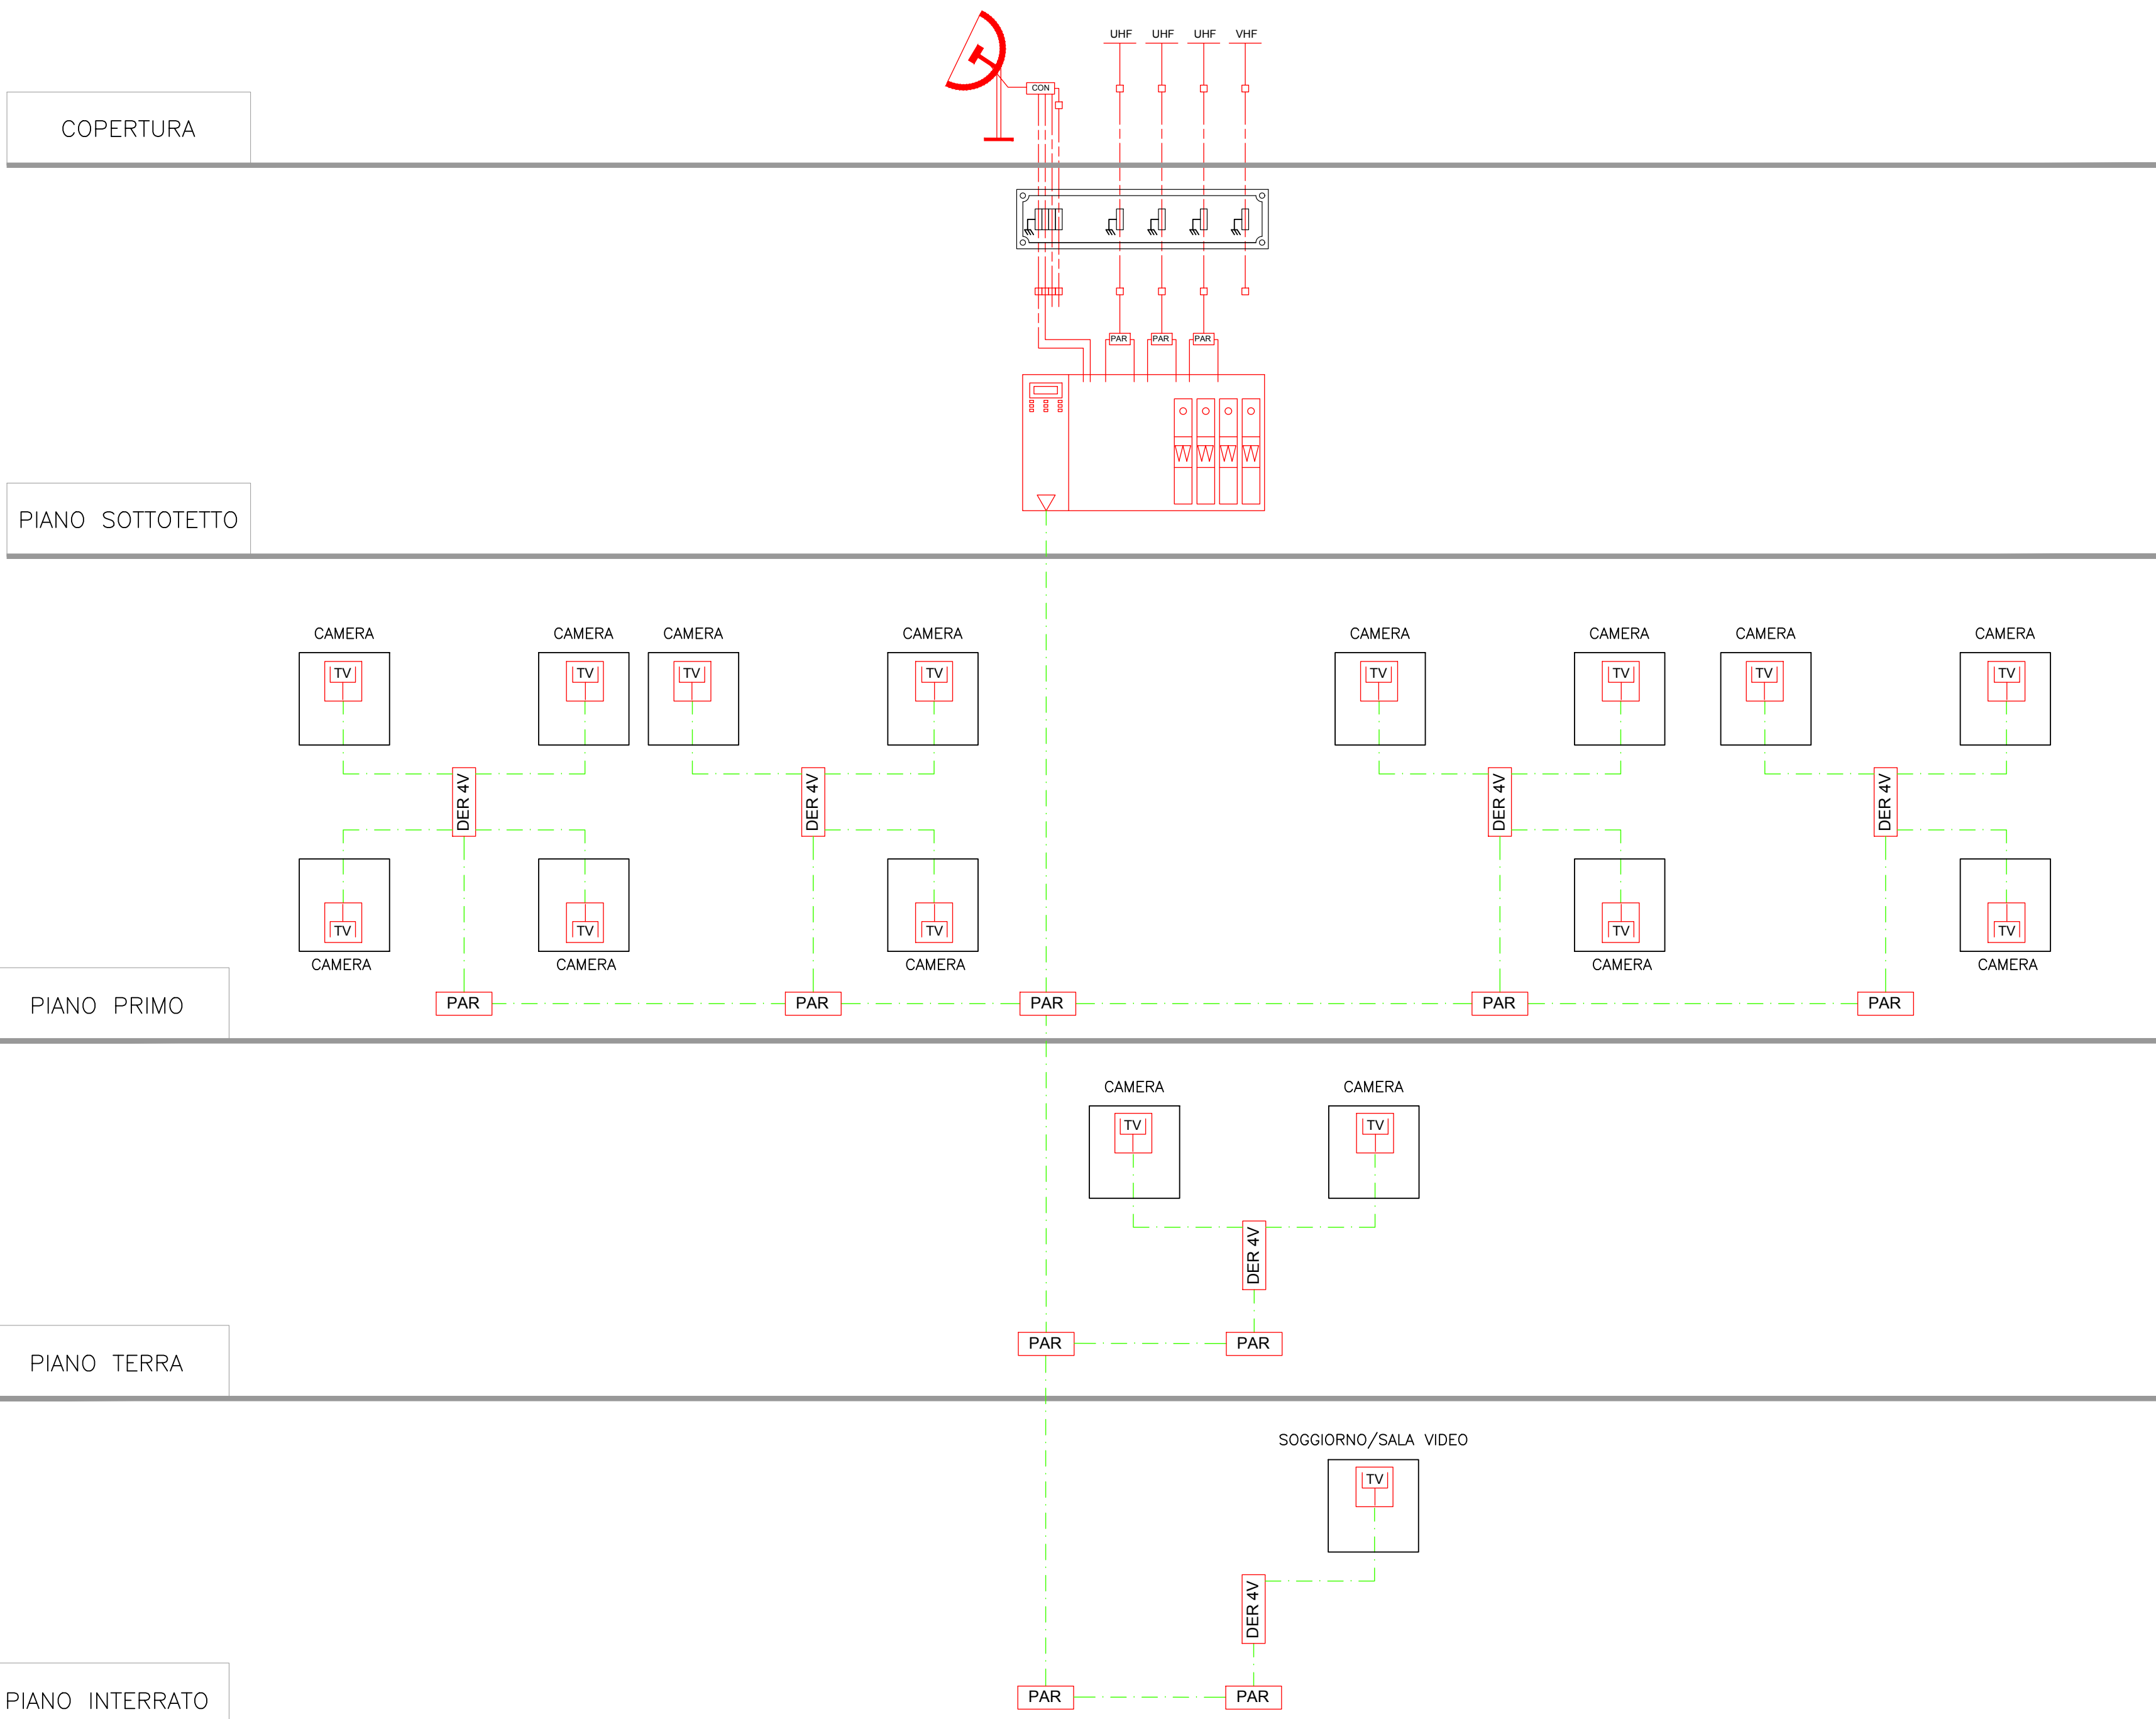 UHF UHF UHF VHF
CON
COPERTURA
PAR PAR PAR
PIANO SOTTOTETTO
CAMERA CAMERA CAMERA CAMERA CAMERA CAMERA CAMERA CAMERA
TV TV TV TV TV TV TV TV
DER 4V DER 4V DER 4V DER 4V
TV TV TV TV TV
CAMERA CAMERA CAMERA CAMERA CAMERA
PIANO PRIMO
PAR PAR PAR PAR PAR
CAMERA CAMERA
TV TV
DER 4V
PAR PAR
PIANO TERRA
SOGGIORNO/SALA VIDEO
TV
DER 4V
PAR PAR
PIANO INTERRATO